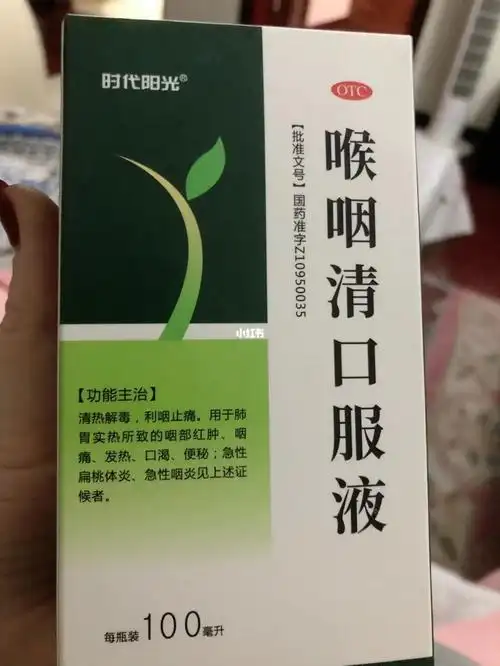 时代阳光®
OTC
喉咽清口服液
【批准文号】国药准字Z10950035
小红书
【功能主治】
清热解毒，利咽止痛。用于肺
胃实热所致的咽部红肿、咽
痛、发热、口渴、便秘；急性
扁桃体炎、急性咽炎见上述证
候者。
每瓶装100毫升